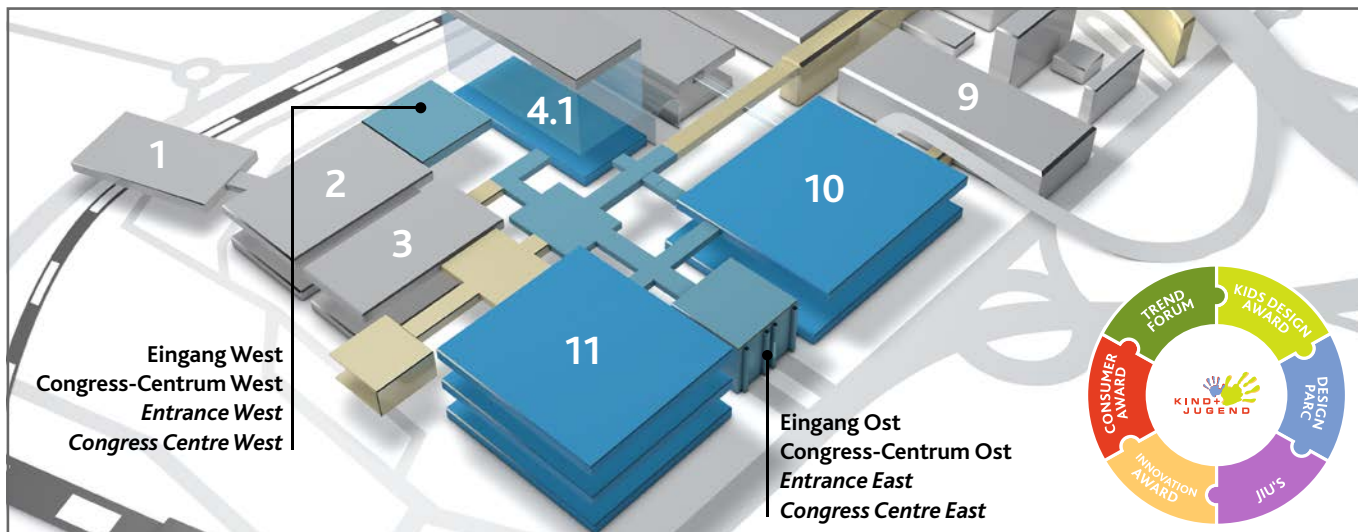 1
2
3
4.1
9
10
11
Eingang West
Congress-Centrum West
Entrance West
Congress Centre West
Eingang Ost
Congress-Centrum Ost
Entrance East
Congress Centre East
TREND
FORUM
KIDS DESIGN
AWARD
DESIGN
PARC
JIU'S
INNOVATION
AWARD
CONSUMER
AWARD
KIND+
JUGEND